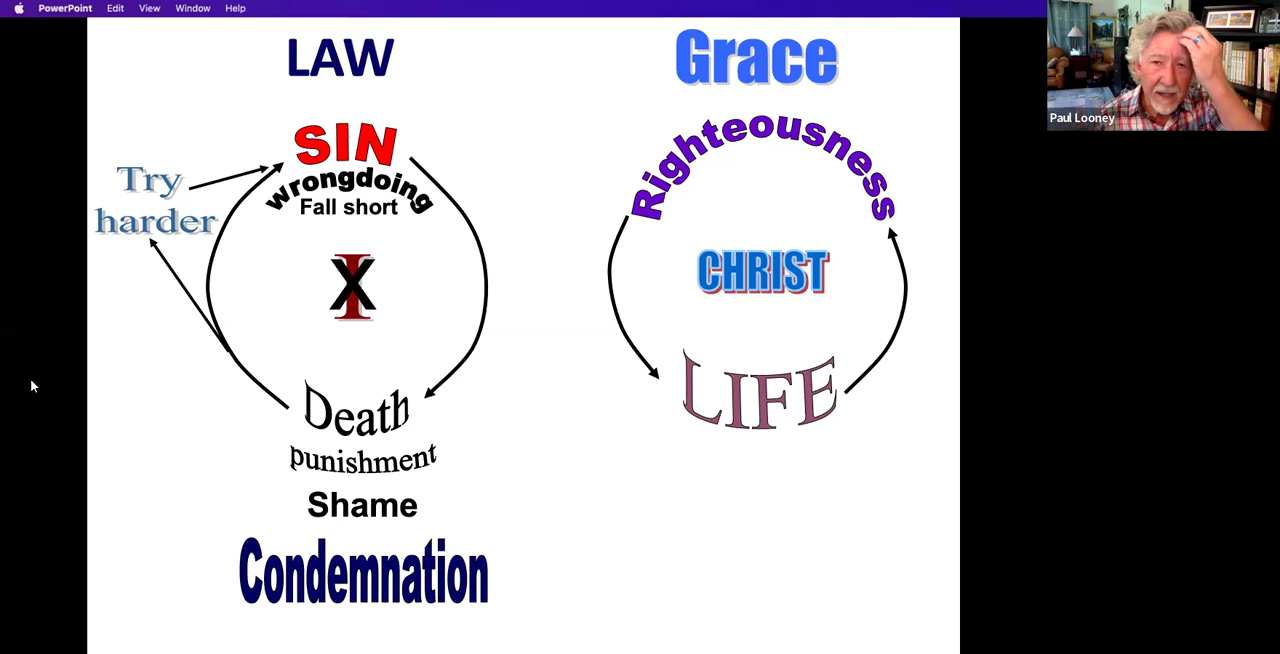 PowerPoint Edit View Window Help
LAW
Grace
SIN
wrongdoing
Fall short
Try
harder
I
X
Death
punishment
Shame
Condemnation
Righteousness
CHRIST
LIFE
Paul Looney